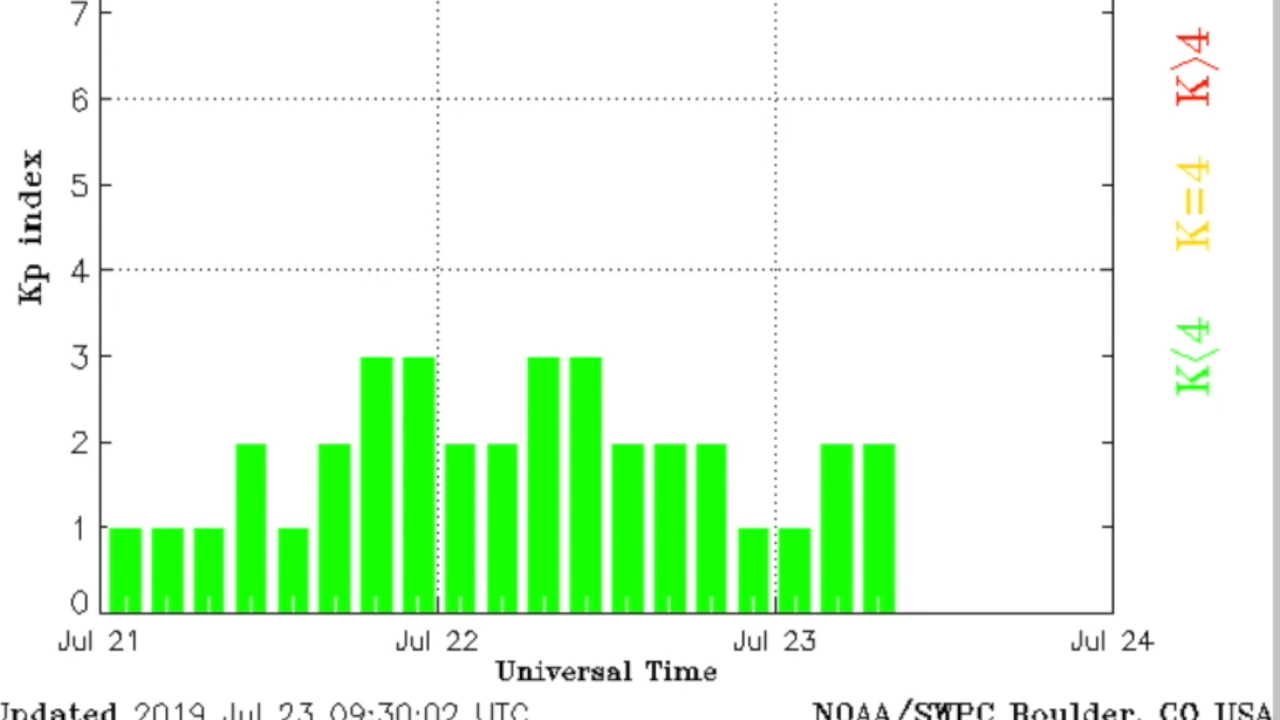 7
6
5
4
3
2
1
0
Kp index
Jul 21 Jul 22 Jul 23 Jul 24
Universal Time
Updated 2019 Jul 23 09:30:02 UTC
NOAA/SWPC Boulder, CO USA
K>4
K=4
K<4